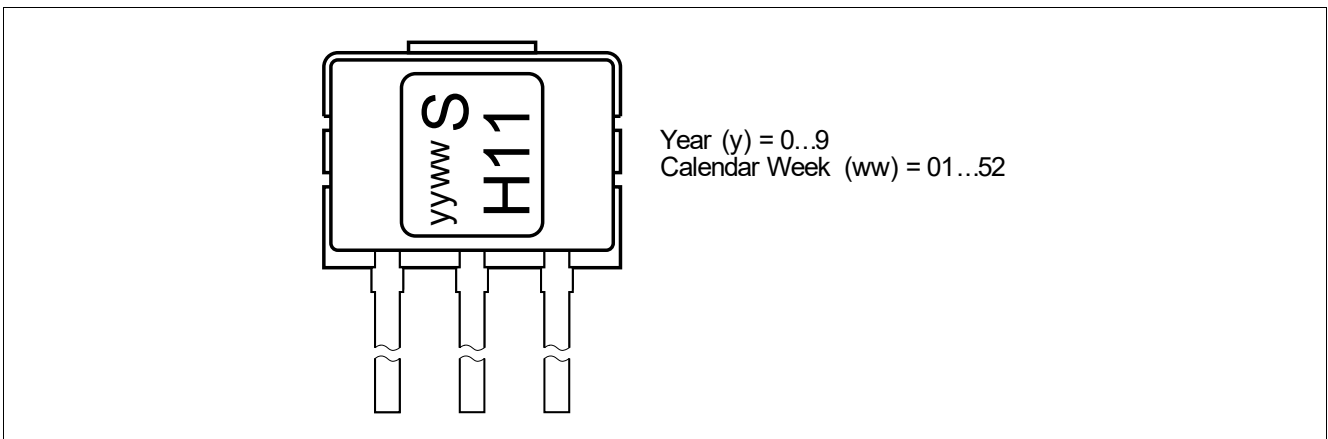 yyww S
H11
Year (y) = 0...9
Calendar Week (ww) = 01...52